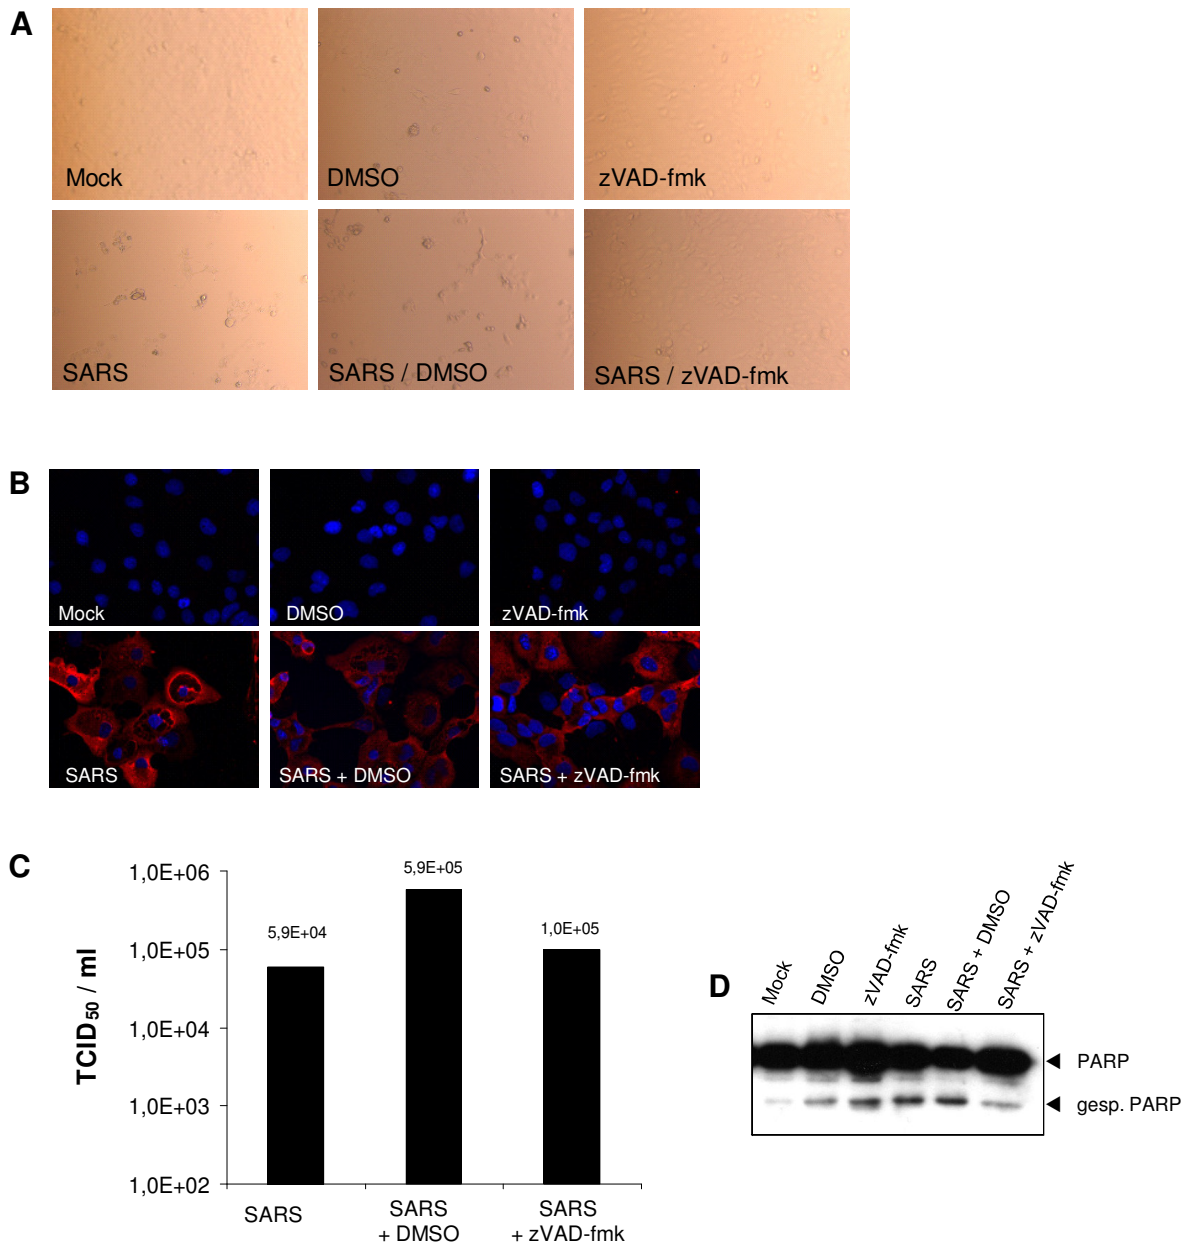 A
Mock
DMSO
zVAD-fmk
SARS
SARS / DMSO
SARS / zVAD-fmk
B
Mock
DMSO
zVAD-fmk
SARS
SARS + DMSO
SARS + zVAD-fmk
C
TCID50 / ml
1,0E+06
1,0E+05
1,0E+04
1,0E+03
1,0E+02
5,9E+04
5,9E+05
1,0E+05
SARS
SARS
+ DMSO
SARS
+ zVAD-fmk
D
Mock
DMSO
zVAD-fmk
SARS
SARS + DMSO
SARS + zVAD-fmk
PARP
gesp. PARP